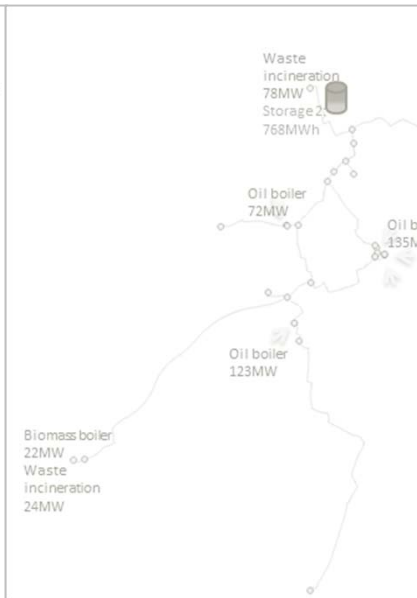 Waste
incineration
78MW
Storage 2:
768MWh
Oil boiler
72MW
Oil b
135M
Oil boiler
123MW
Biomass boiler
22MW
Waste
incineration
24MW